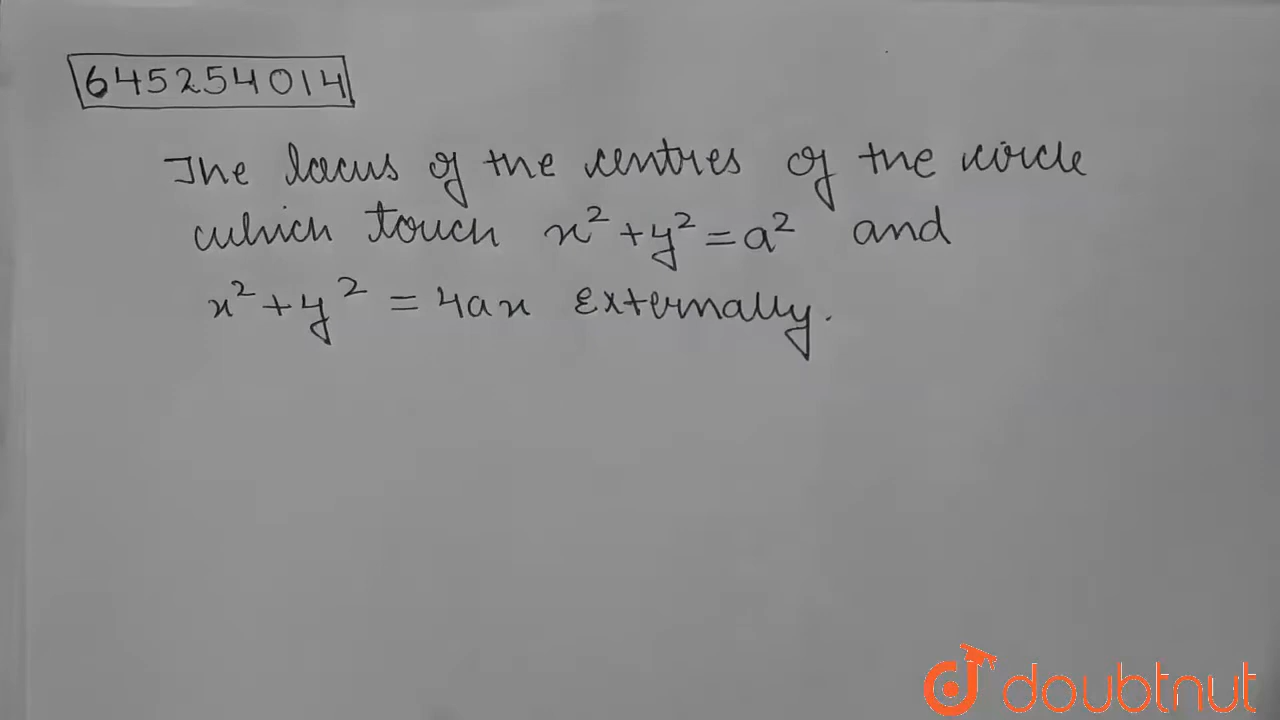 645254014
The locus of the centres of the circle
which touch x² + y² = a² and
x² + y² = 4ax externally.
doubtnut